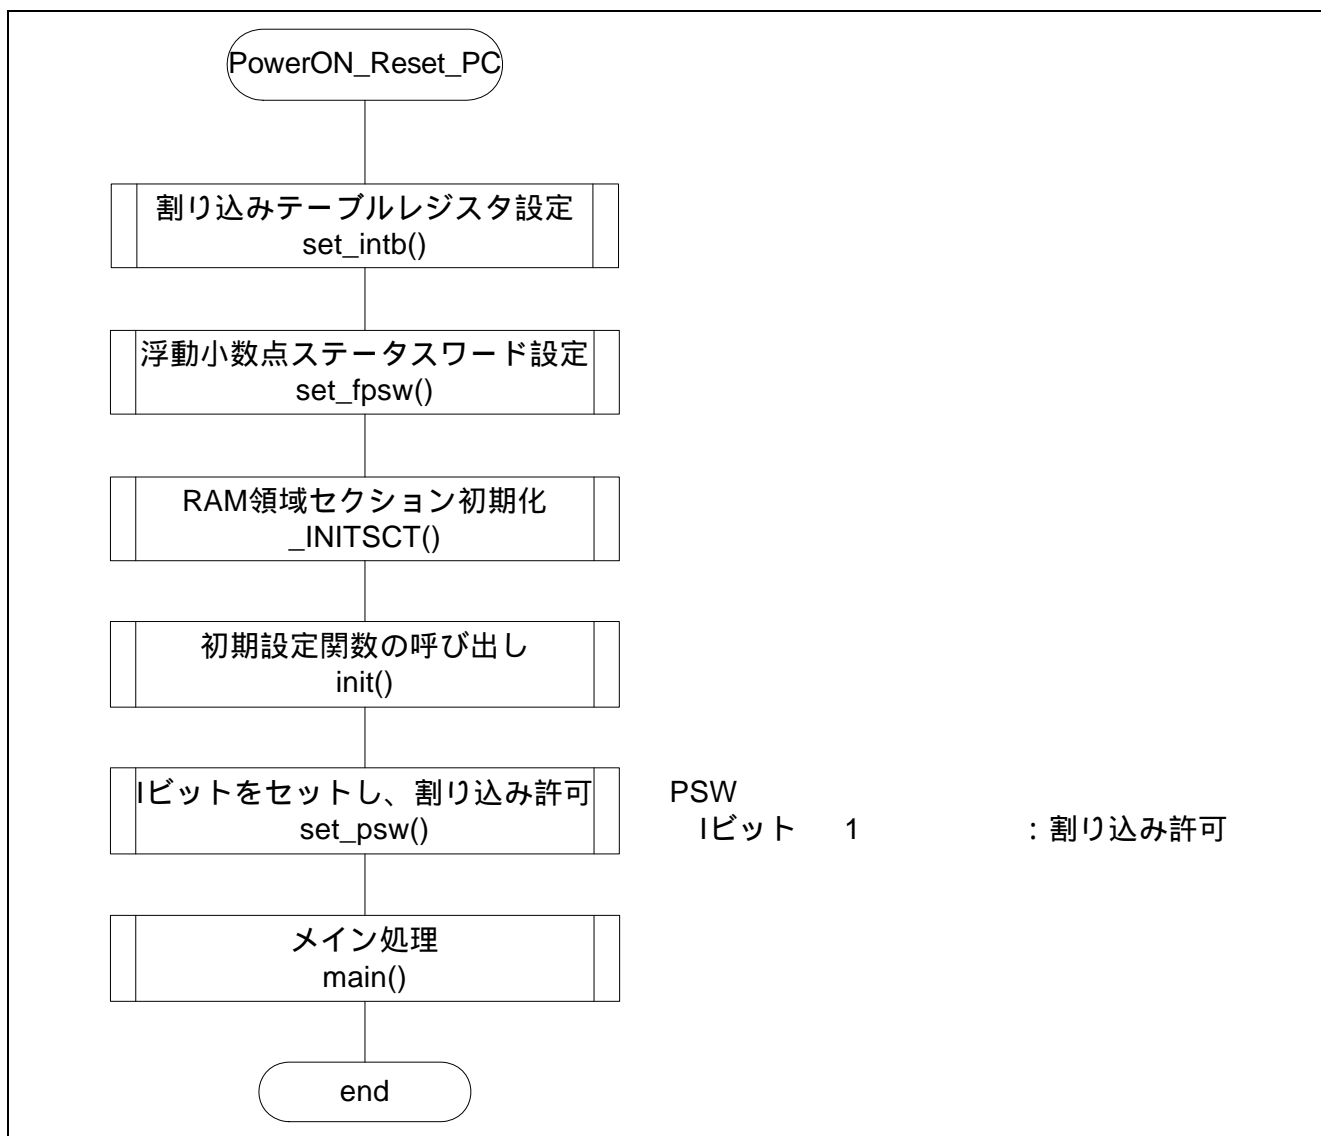 PowerON_Reset_PC
割り込みテーブルレジスタ設定
set_intb()
浮動小数点ステータスワード設定
set_fpsw()
RAM領域セクション初期化
_INITSCT()
初期設定関数の呼び出し
init()
Iビットをセットし、割り込み許可
set_psw()
PSW
Iビット 1 : 割り込み許可
メイン処理
main()
end